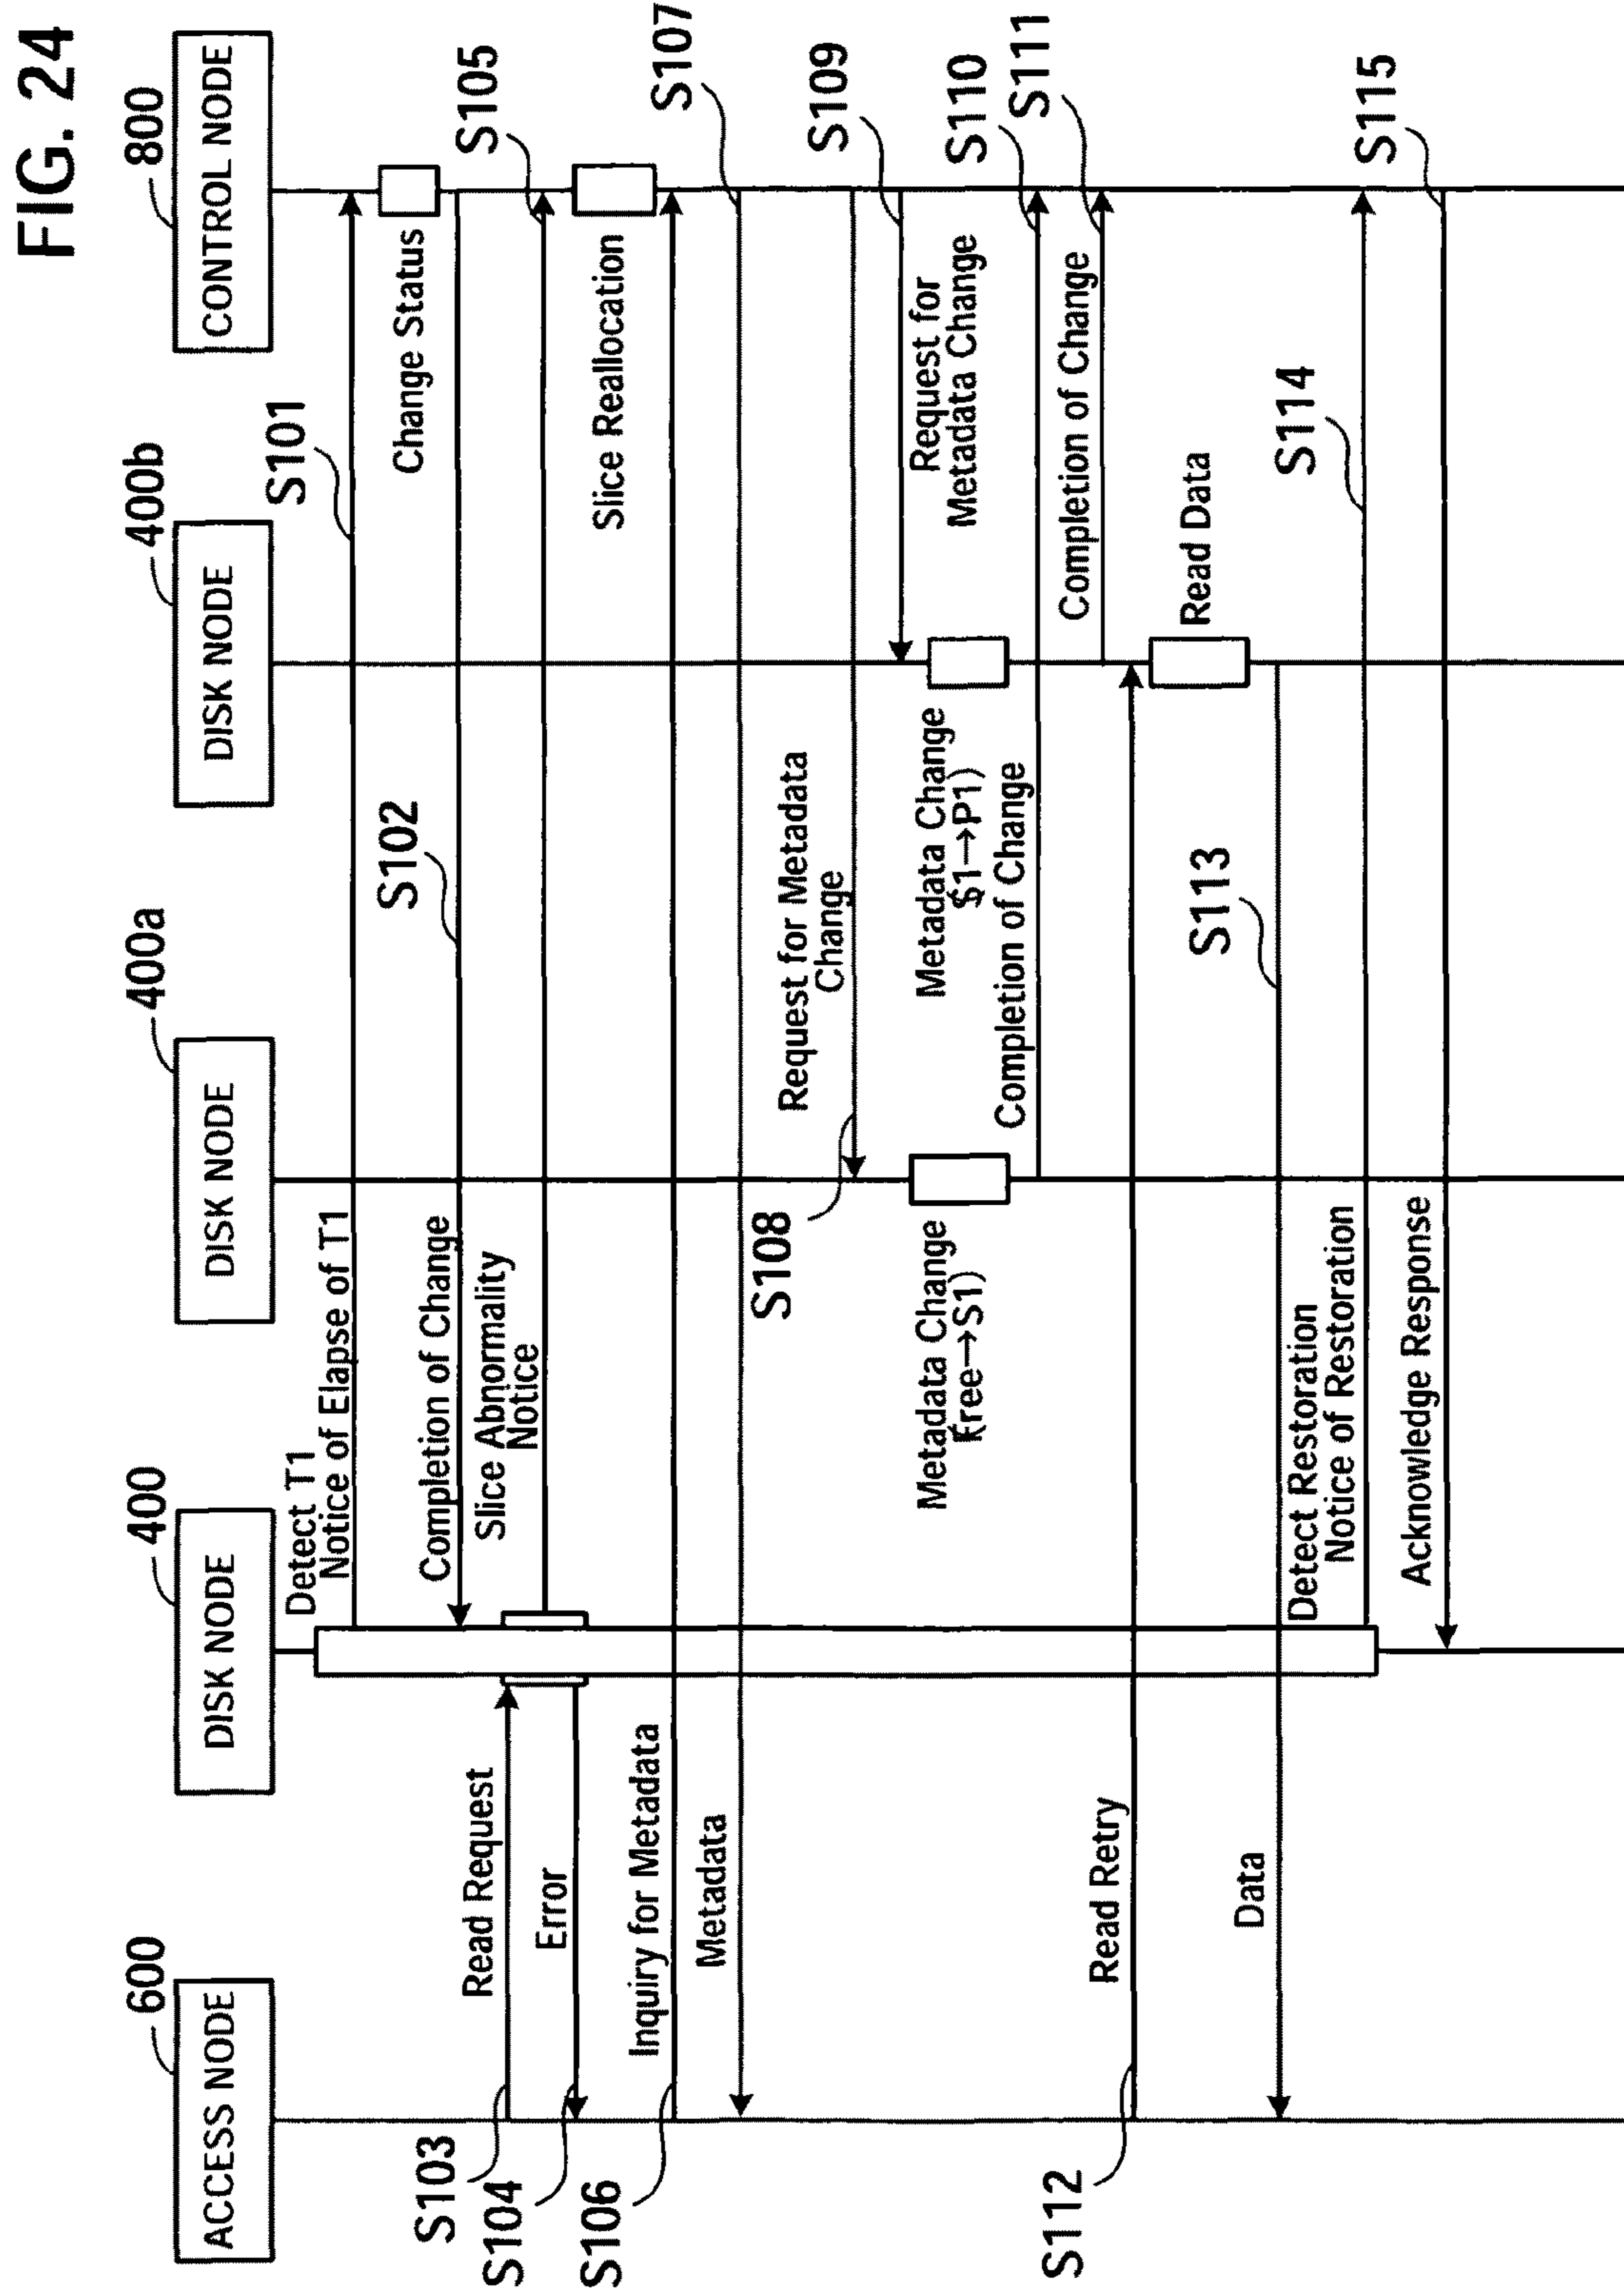 FIG. 24
600
400
400a
400b
800
ACCESS NODE
DISK NODE
DISK NODE
DISK NODE
CONTROL NODE
Detect T1
Notice of Elapse of T1
S101
Change Status
S102
Completion of Change
S103
Read Request
Slice Abnormality
Notice
S105
S104
Error
Slice Reallocation
S106
Inquiry for Metadata
Metadata
S107
Request for Metadata
Change
S108
S109
Request for
Metadata Change
Metadata Change
(Free→S1)
Metadata Change
(S1→P1)
Completion of Change
S110
Completion of Change
S111
S112
Read Retry
Read Data
Data
S113
Detect Restoration
Notice of Restoration
S114
Acknowledge Response
S115